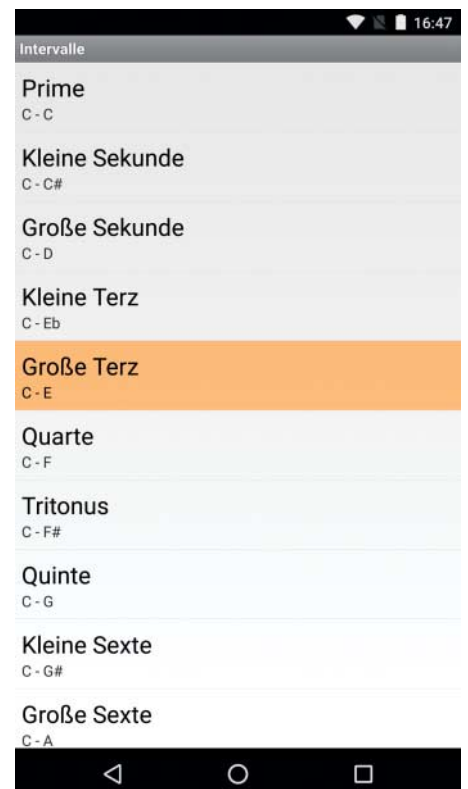 16:47
Intervalle
Prime
C - C
Kleine Sekunde
C - C#
Große Sekunde
C - D
Kleine Terz
C - Eb
Große Terz
C - E
Quarte
C - F
Tritonus
C - F#
Quinte
C - G
Kleine Sexte
C - G#
Große Sexte
C - A